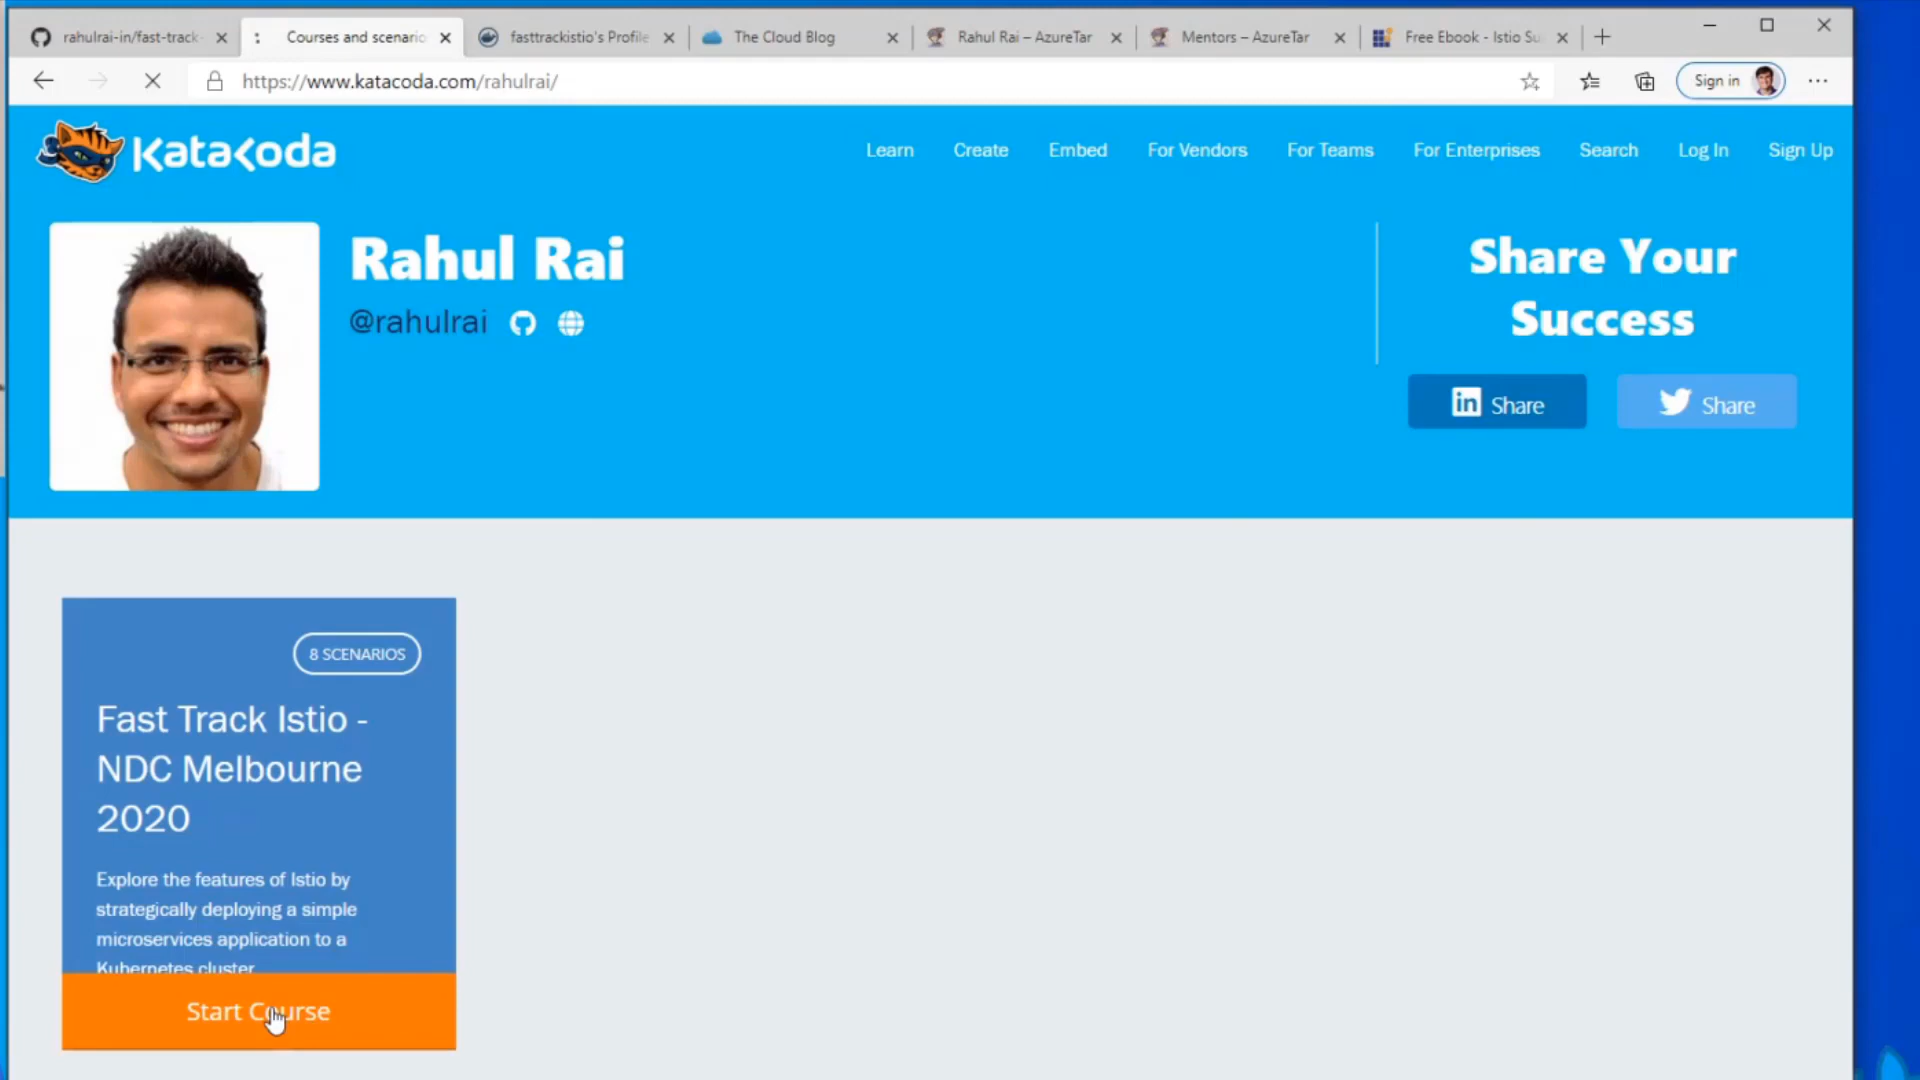 rahulrai-in/fast-track-
Courses and scenario
fasttrackistio's Profile
The Cloud Blog
Rahul Rai – AzureTar
Mentors – AzureTar
Free Ebook - Istio Su
https://www.katacoda.com/rahulrai/
Sign in
Katacoda
Learn
Create
Embed
For Vendors
For Teams
For Enterprises
Search
Log In
Sign Up
Rahul Rai
@rahulrai
Share Your
Success
in Share
Share
8 SCENARIOS
Fast Track Istio -
NDC Melbourne
2020
Explore the features of Istio by
strategically deploying a simple
microservices application to a
Kubernetes cluster
Start Course